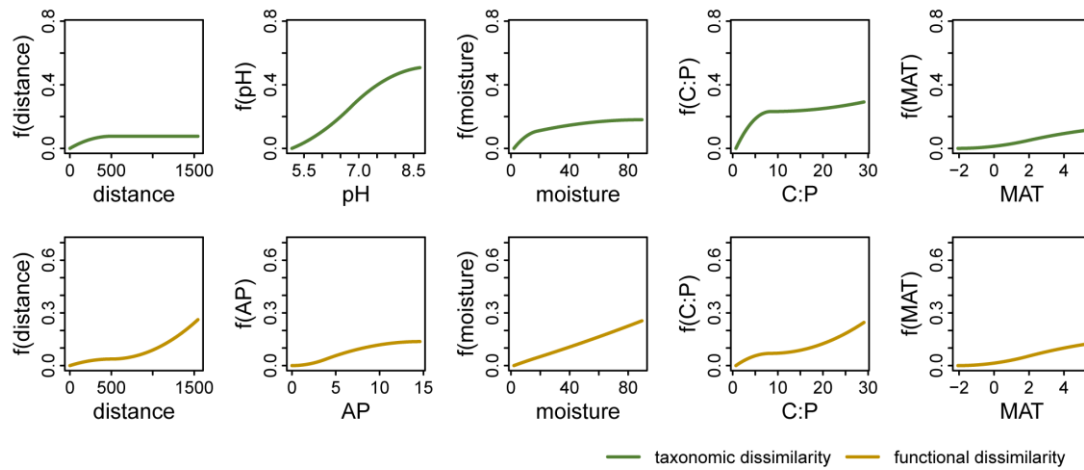 f(distance)
0.0 0.4 0.8
0 500 1500
distance
f(pH)
0.0 0.4 0.8
5.5 7.0 8.5
pH
f(moisture)
0.0 0.4 0.8
0 40 80
moisture
f(C:P)
0.0 0.4 0.8
0 10 20 30
C:P
f(MAT)
0.0 0.4 0.8
−2 0 2 4
MAT
f(distance)
0.0 0.3 0.6
0 500 1500
distance
f(AP)
0.0 0.3 0.6
0 5 10 15
AP
f(moisture)
0.0 0.3 0.6
0 40 80
moisture
f(C:P)
0.0 0.3 0.6
0 10 20 30
C:P
f(MAT)
0.0 0.3 0.6
−2 0 2 4
MAT
taxonomic dissimilarity
functional dissimilarity